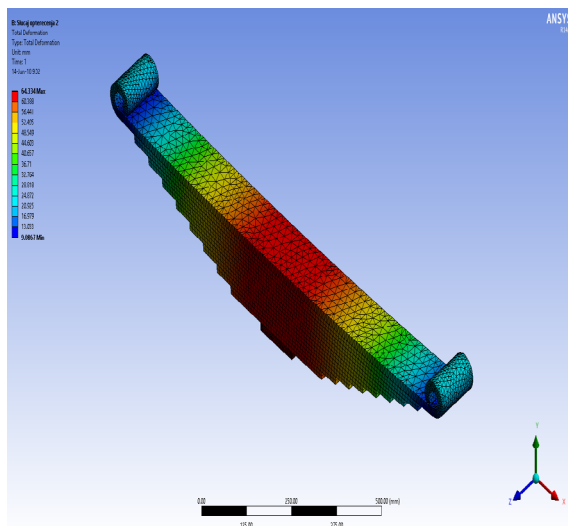 B: Slucaj opterecenja 2
Total Deformation
Type: Total Deformation
Unit: mm
Time: 1
ANSYS
64.334 Max
60.388
56.441
52.495
48.549
44.603
40.657
36.71
32.764
28.818
24.872
20.925
16.979
13.033
9.0867 Min
Y
Z
X
0.00
250.00
500.00 (mm)
125.00
375.00